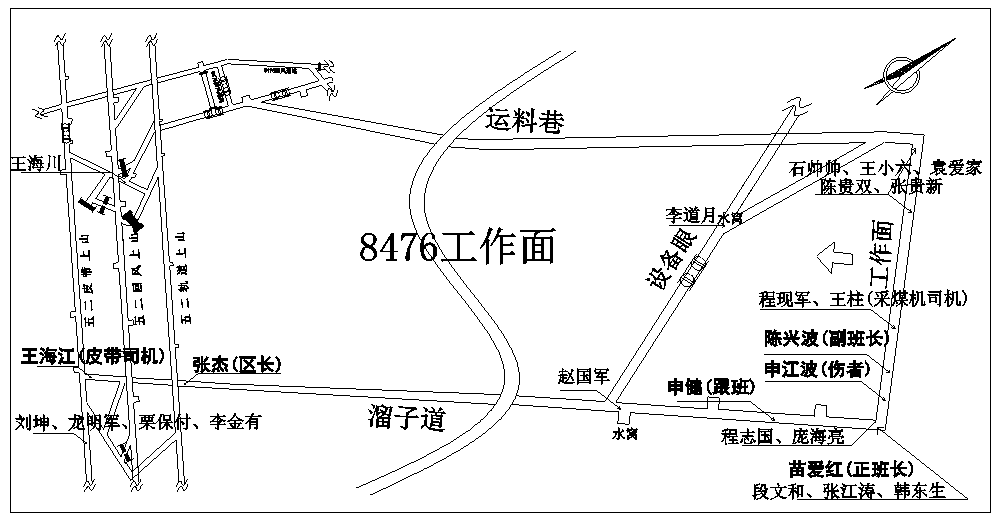 运料巷
王海川
石帅帅、王小六、袁爱家
陈贵双、张贵新
李道月
水窝
8476工作面
设备眼
工作面
五二皮带上山
五二回风上山
五二轨道上山
程现军、王柱(采煤机司机)
陈兴波(副班长)
王海江(皮带司机)
张杰(区长)
申江波(伤者)
赵国军
申健(跟班)
刘坤、龙明军、栗保付、李金有
溜子道
水窝
程志国、庞海亮
苗爱红(正班长)
段文和、张江涛、韩东生